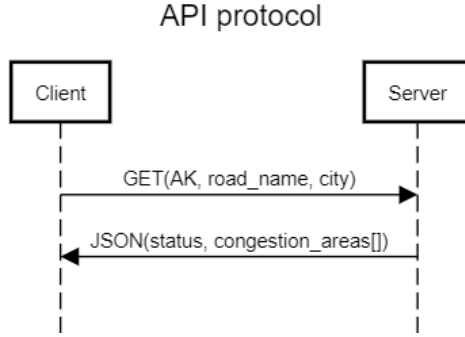 API protocol
Client
Server
GET(AK, road_name, city)
JSON(status, congestion_areas[])